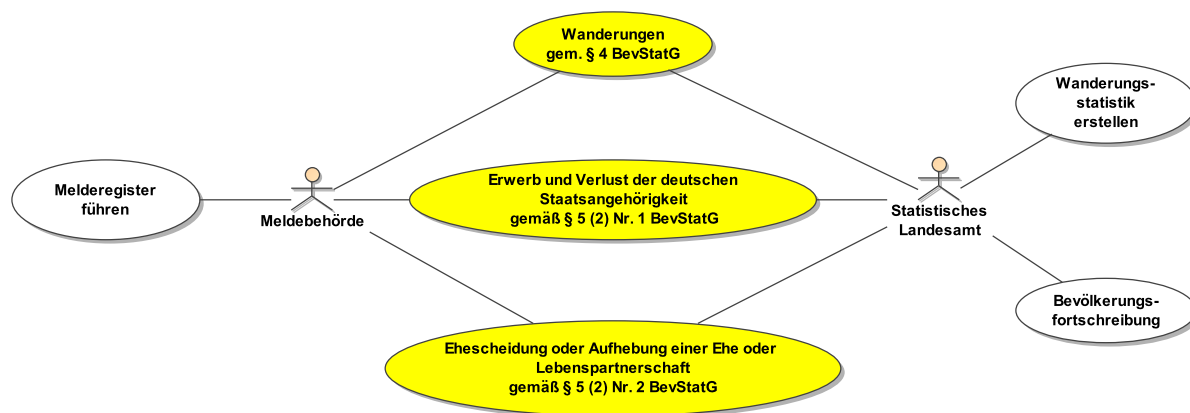 Wanderungen
gem. § 4 BevStatG
Wanderungs-
statistik
erstellen
Melderegister
führen
Meldebehörde
Erwerb und Verlust der deutschen
Staatsangehörigkeit
gemäß § 5 (2) Nr. 1 BevStatG
Statistisches
Landesamt
Bevölkerungs-
fortschreibung
Ehescheidung oder Aufhebung einer Ehe oder
Lebenspartnerschaft
gemäß § 5 (2) Nr. 2 BevStatG